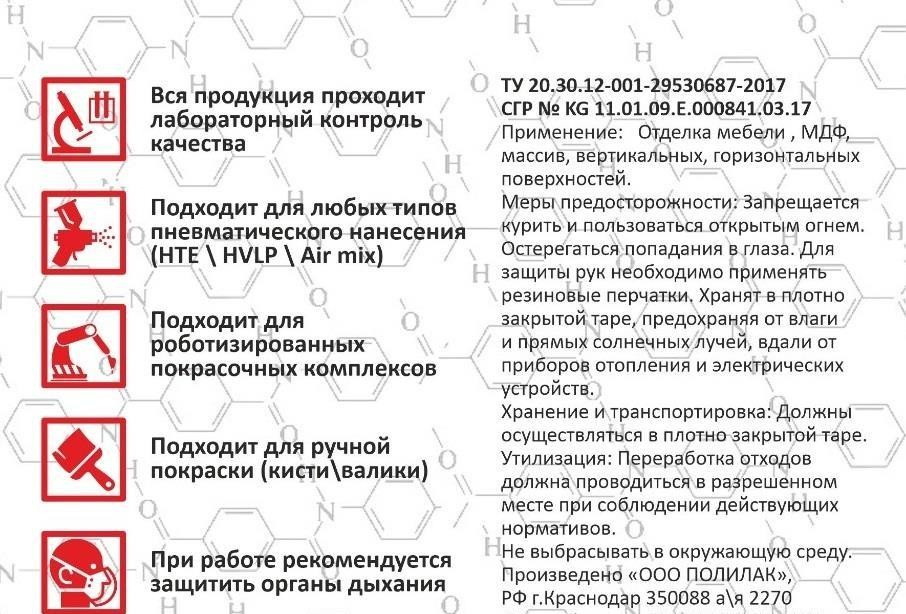 Вся продукция проходит
лабораторный контроль
качества
Подходит для любых типов
пневматического нанесения
(HTE \ HVLP \ Air mix)
Подходит для
роботизированных
покрасочных комплексов
Подходит для ручной
покраски (кисти\валики)
При работе рекомендуется
защитить органы дыхания
ТУ 20.30.12-001-29530687-2017
СГР № KG 11.01.09.Е.000841.03.17
Применение: Отделка мебели , МДФ,
массив, вертикальных, горизонтальных
поверхностей.
Меры предосторожности: Запрещается
курить и пользоваться открытым огнем.
Остерегаться попадания в глаза. Для
защиты рук необходимо применять
резиновые перчатки. Хранят в плотно
закрытой таре, предохраняя от влаги
и прямых солнечных лучей, вдали от
приборов отопления и электрических
устройств.
Хранение и транспортировка: Должны
осуществляться в плотно закрытой таре.
Утилизация: Переработка отходов
должна проводиться в разрешенном
месте при соблюдении действующих
нормативов.
Не выбрасывать в окружающую среду.
Произведено «ООО ПОЛИЛАК»,
РФ г.Краснодар 350088 а\я 2270